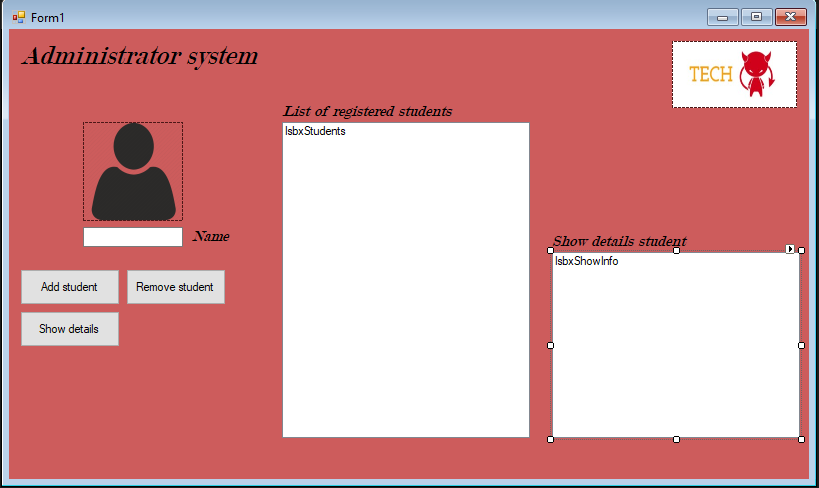 Form1
Administrator system
TECH
List of registered students
lsbxStudents
Name
Add student
Remove student
Show details
Show details student
lsbxShowInfo